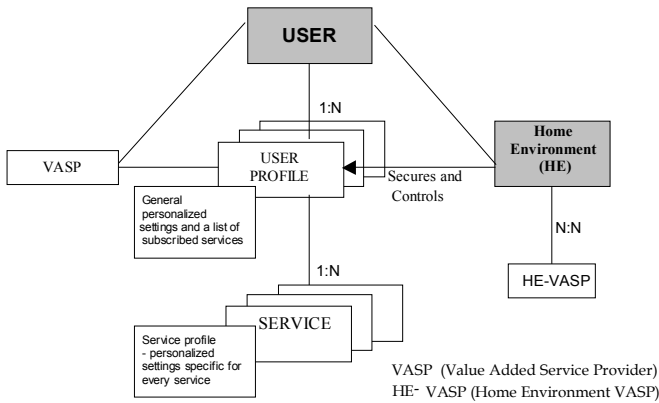 USER
1:N
Home
Environment
(HE)
VASP
USER
PROFILE
Secures and
Controls
General
personalized
settings and a list of
subscribed services
N:N
1:N
HE-VASP
SERVICE
Service profile
- personalized
settings specific for
every service
VASP (Value Added Service Provider)
HE- VASP (Home Environment VASP)